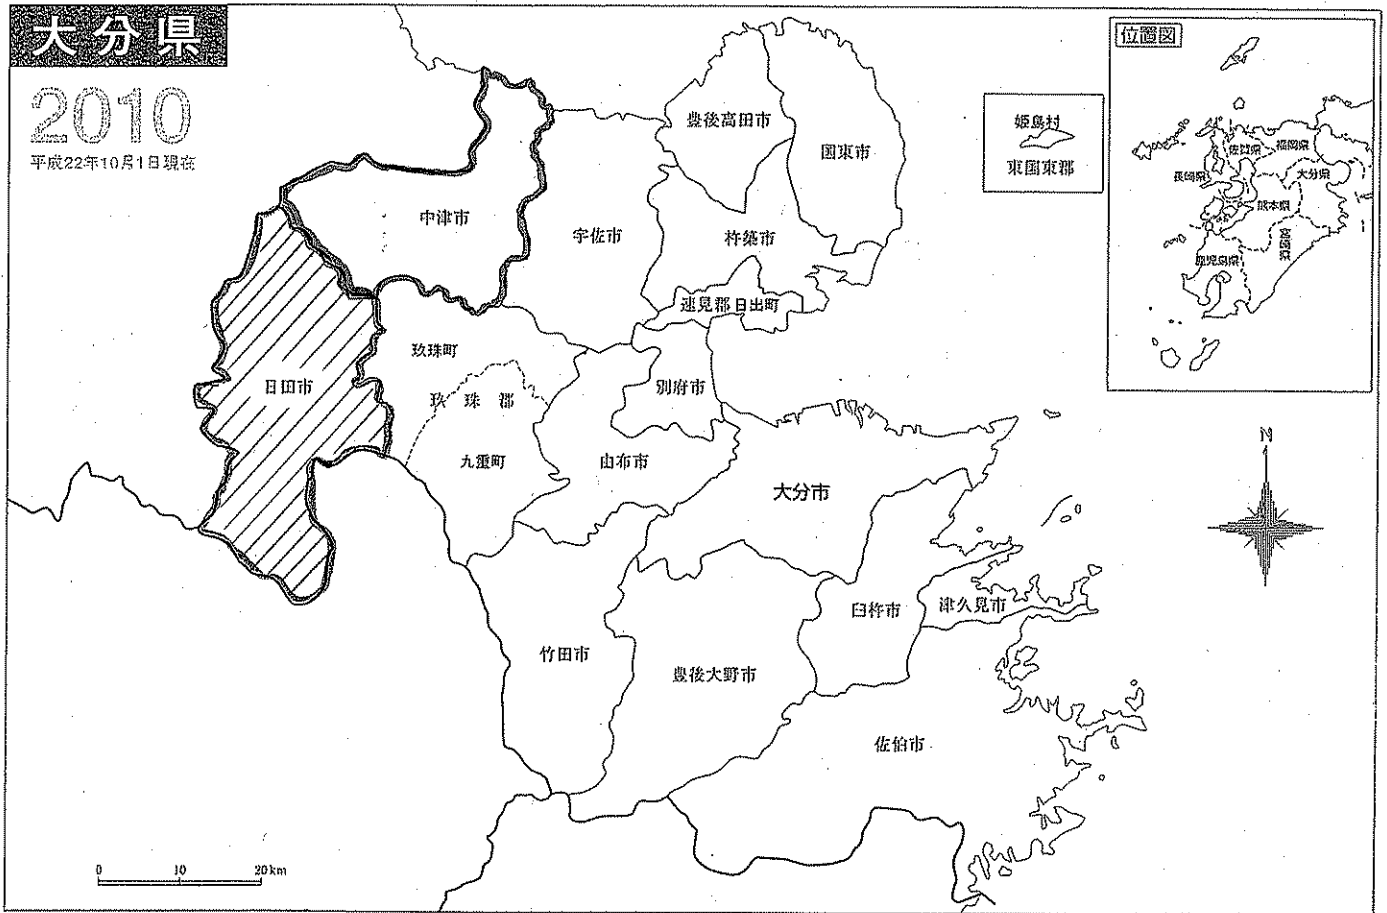 大分県
2010
平成22年10月1日現在
位置図
佐賀県
福岡県
長崎県
大分県
熊本県
宮崎県
鹿児島県
姫島村
東国東郡
豊後高田市
国東市
中津市
宇佐市
杵築市
速見郡 日出町
玖珠町
日田市
別府市
玖珠郡
九重町
由布市
大分市
N
臼杵市
津久見市
竹田市
豊後大野市
佐伯市
0 10 20km